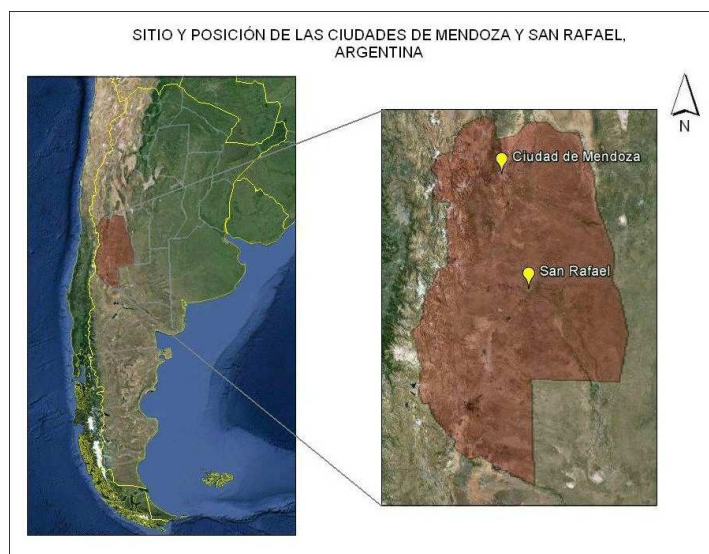 SITIO Y POSICIÓN DE LAS CIUDADES DE MENDOZA Y SAN RAFAEL,
ARGENTINA
N
Ciudad de Mendoza
San Rafael